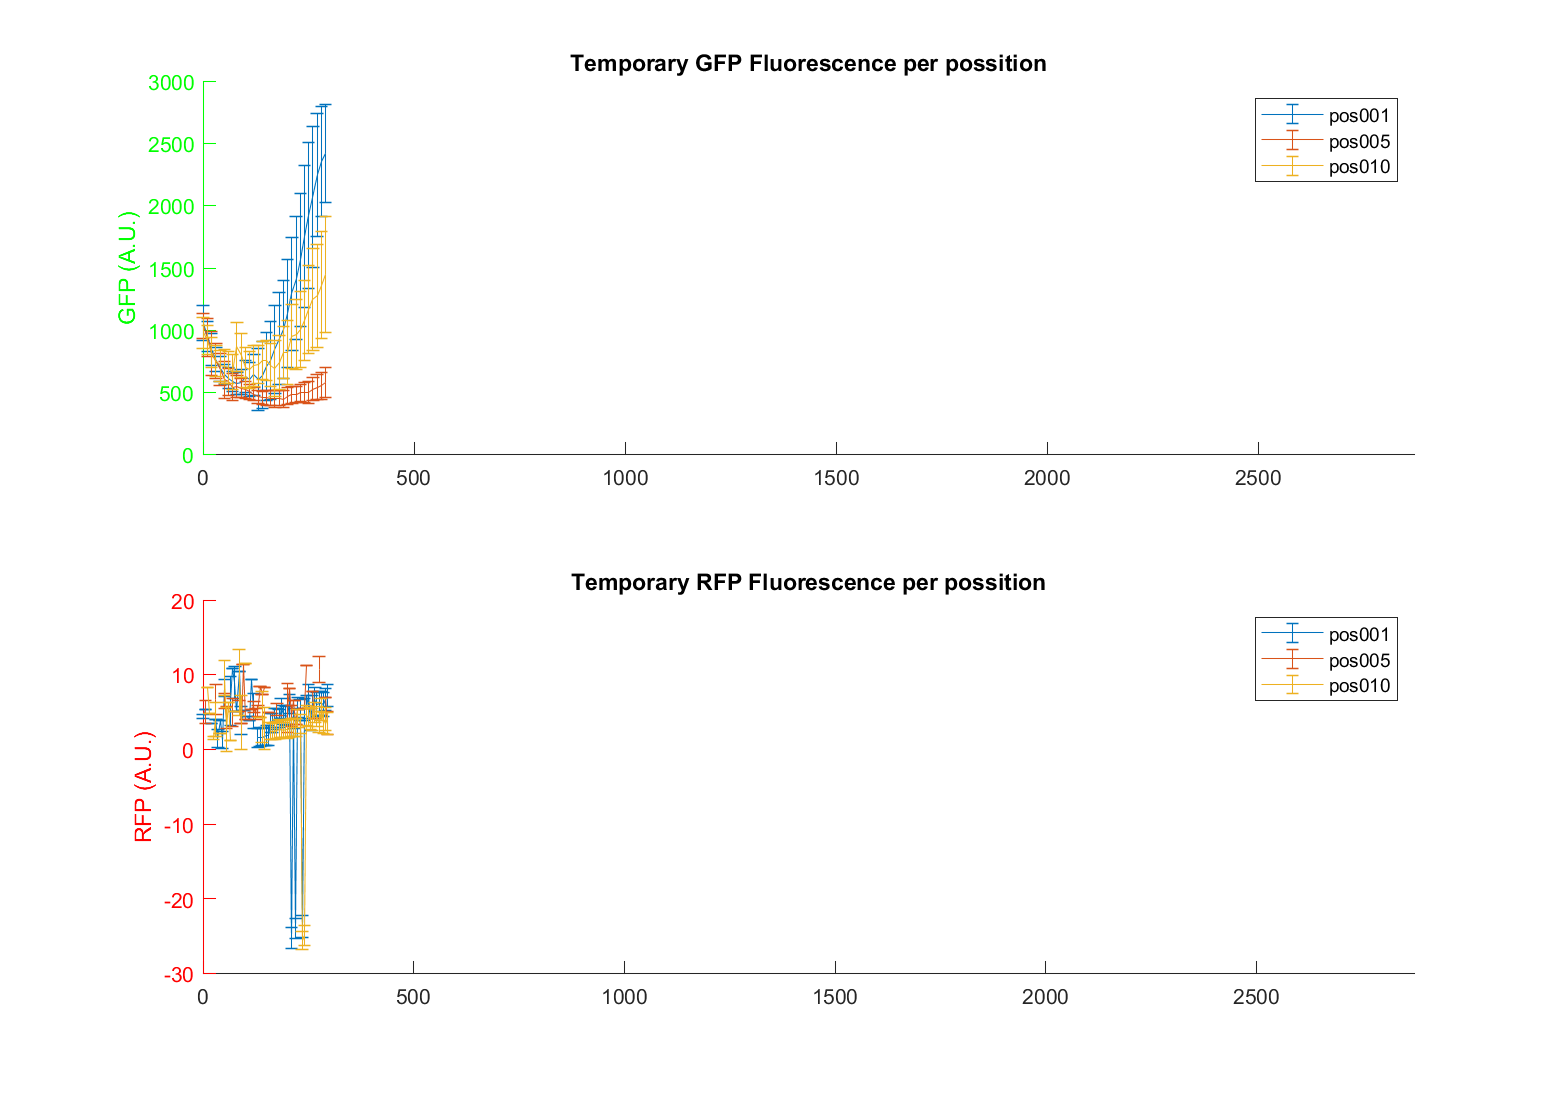 Temporary GFP Fluorescence per possition
3000
2500
2000
1500
1000
500
0
GFP (A.U.)
0 500 1000 1500 2000 2500
pos001
pos005
pos010
Temporary RFP Fluorescence per possition
20
10
0
-10
-20
-30
RFP (A.U.)
0 500 1000 1500 2000 2500
pos001
pos005
pos010